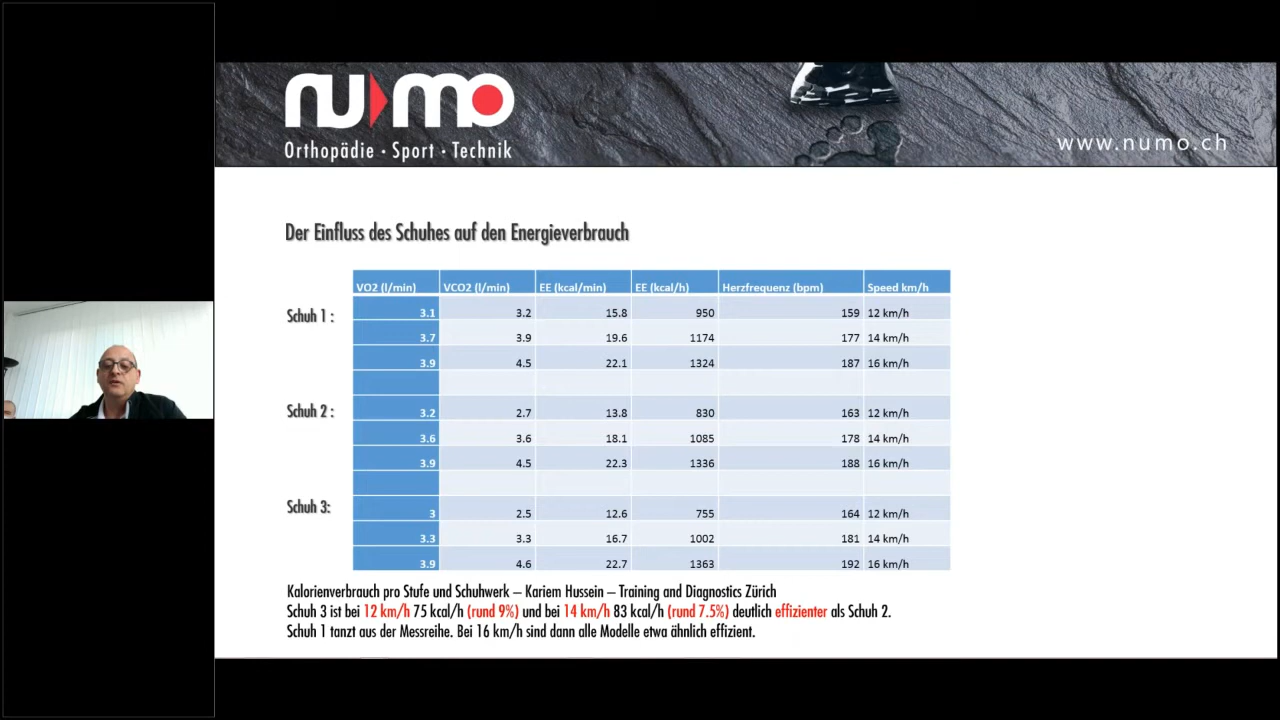 numo
Orthopädie · Sport · Technik
www.numo.ch
Der Einfluss des Schuhes auf den Energieverbrauch
VO2 (l/min) VCO2 (l/min) EE (kcal/min) EE (kcal/h) Herzfrequenz (bpm) Speed km/h
Schuh 1 : 3.1 3.2 15.8 950 159 12 km/h
3.7 3.9 19.6 1174 177 14 km/h
3.9 4.5 22.1 1324 187 16 km/h
Schuh 2 : 3.2 2.7 13.8 830 163 12 km/h
3.6 3.6 18.1 1085 178 14 km/h
3.9 4.5 22.3 1336 188 16 km/h
Schuh 3: 3 2.5 12.6 755 164 12 km/h
3.3 3.3 16.7 1002 181 14 km/h
3.9 4.6 22.7 1363 192 16 km/h
Kalorienverbrauch pro Stufe und Schuhwerk – Kariem Hussein – Training and Diagnostics Zürich
Schuh 3 ist bei 12 km/h 75 kcal/h (rund 9%) und bei 14 km/h 83 kcal/h (rund 7.5%) deutlich effizienter als Schuh 2.
Schuh 1 tanzt aus der Messreihe. Bei 16 km/h sind dann alle Modelle etwa ähnlich effizient.